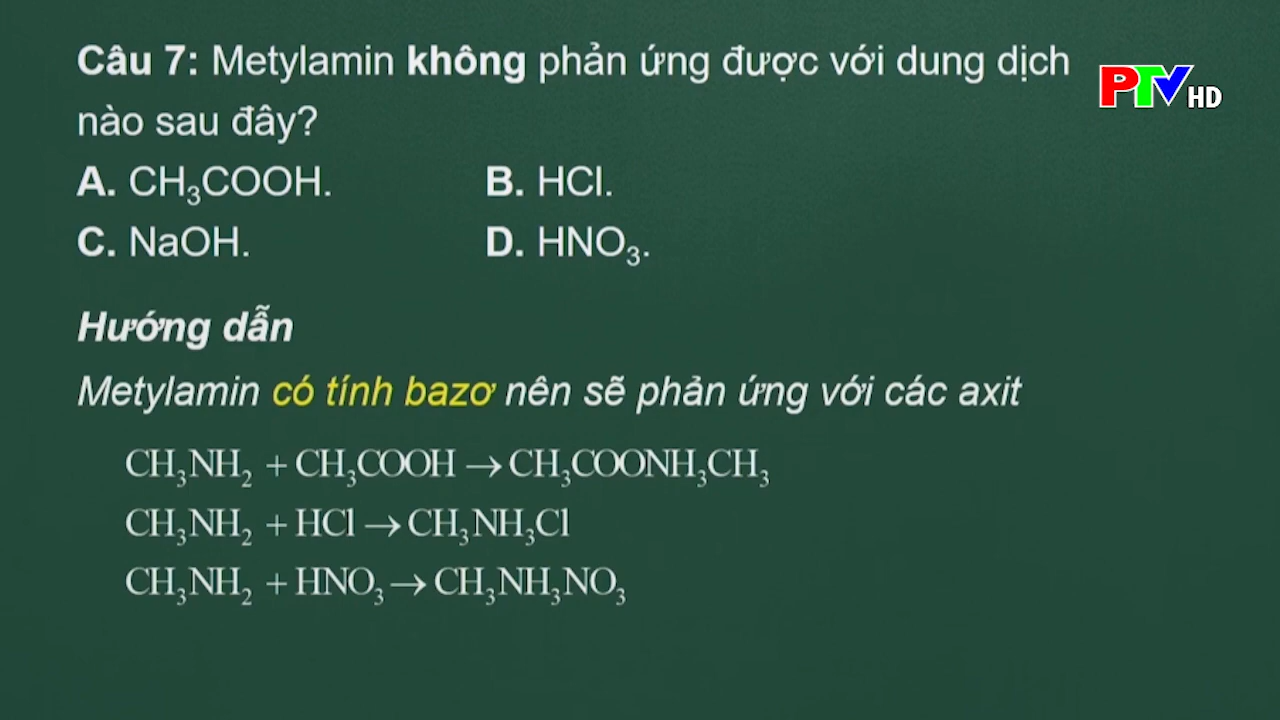 Câu 7: Metylamin không phản ứng được với dung dịch
PTV HD
nào sau đây?
A. CH₃COOH. B. HCl.
C. NaOH. D. HNO₃.
Hướng dẫn
Metylamin có tính bazơ nên sẽ phản ứng với các axit
CH₃NH₂ + CH₃COOH → CH₃COONH₃CH₃
CH₃NH₂ + HCl → CH₃NH₃Cl
CH₃NH₂ + HNO₃ → CH₃NH₃NO₃